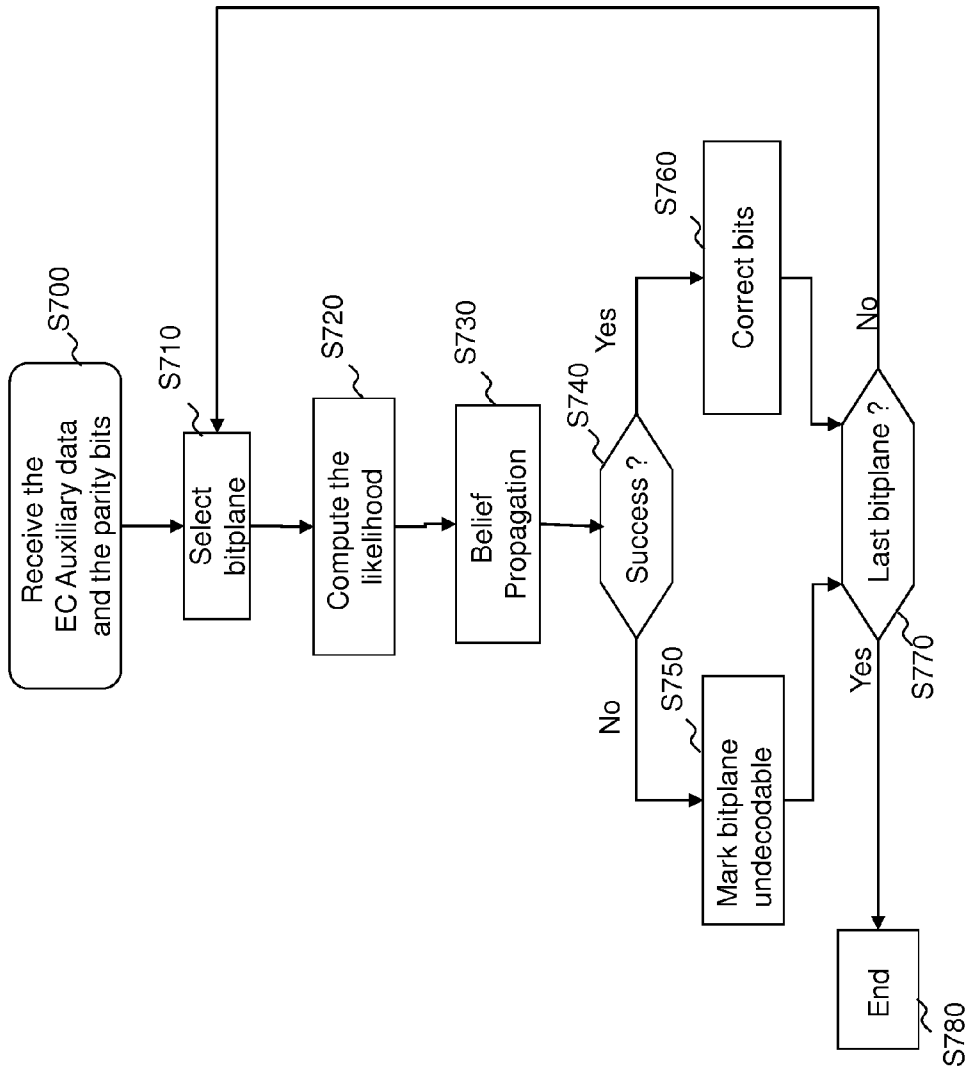 Receive the
EC Auxiliary data
and the parity bits
S700
Select
bitplane
S710
Compute the
likelihood
S720
Belief
Propagation
S730
Success ?
S740
No
Yes
Mark bitplane
undecodable
S750
Correct bits
S760
Last bitplane ?
S770
Yes
No
End
S780